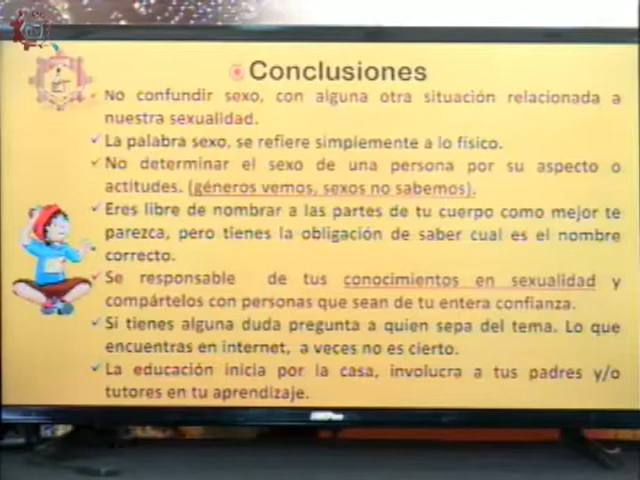 Conclusiones
No confundir sexo, con alguna otra situación relacionada a
nuestra sexualidad.
La palabra sexo, se refiere simplemente a lo físico.
No determinar el sexo de una persona por su aspecto o
actitudes. (géneros vemos, sexos no sabemos).
Eres libre de nombrar a las partes de tu cuerpo como mejor te
parezca, pero tienes la obligación de saber cual es el nombre
correcto.
Se responsable de tus conocimientos en sexualidad y
compártelos con personas que sean de tu entera confianza.
Si tienes alguna duda pregunta a quien sepa del tema. Lo que
encuentras en internet, a veces no es cierto.
La educación inicia por la casa, involucra a tus padres y/o
tutores en tu aprendizaje.